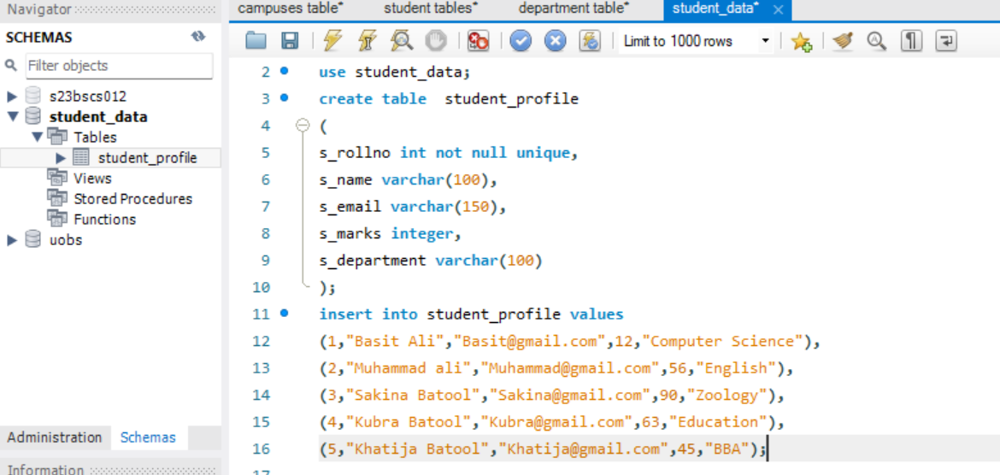 Navigator
SCHEMAS
Filter objects
s23bscs012
student_data
Tables
student_profile
Views
Stored Procedures
Functions
uobs
Administration Schemas
Information
campuses table* student tables* department table* student_data*
Limit to 1000 rows
2 use student_data;
3 create table  student_profile
4 (
5 s_rollno int not null unique,
6 s_name varchar(100),
7 s_email varchar(150),
8 s_marks integer,
9 s_department varchar(100)
10 );
11 insert into student_profile values
12 (1,"Basit Ali","Basit@gmail.com",12,"Computer Science"),
13 (2,"Muhammad ali","Muhammad@gmail.com",56,"English"),
14 (3,"Sakina Batool","Sakina@gmail.com",90,"Zoology"),
15 (4,"Kubra Batool","Kubra@gmail.com",63,"Education"),
16 (5,"Khatija Batool","Khatija@gmail.com",45,"BBA");
17